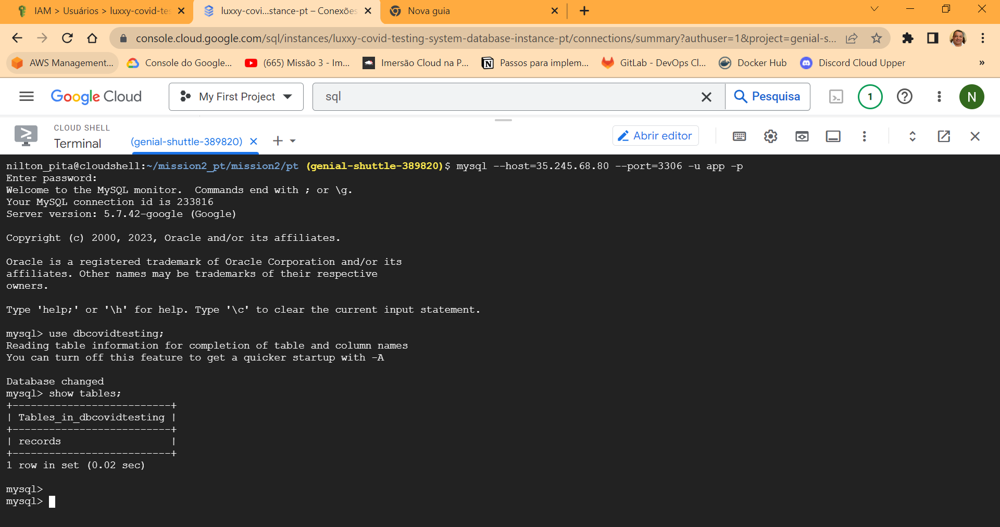 IAM > Usuários > luxxy-covid-tes
luxxy-covi...stance-pt – Conexões
Nova guia
console.cloud.google.com/sql/instances/luxxy-covid-testing-system-database-instance-pt/connections/summary?authuser=1&project=genial-s...
AWS Management...
Console do Google...
(665) Missão 3 - Im...
Imersão Cloud na P...
Passos para implem...
GitLab - DevOps Cl...
Docker Hub
Discord Cloud Upper
»
Google Cloud
My First Project
sql
Pesquisa
1
N
CLOUD SHELL
Terminal
(genial-shuttle-389820)
Abrir editor
nilton_pita@cloudshell:~/mission2_pt/mission2/pt (genial-shuttle-389820)$ mysql --host=35.245.68.80 --port=3306 -u app -p
Enter password:
Welcome to the MySQL monitor.  Commands end with ; or \g.
Your MySQL connection id is 233816
Server version: 5.7.42-google (Google)
Copyright (c) 2000, 2023, Oracle and/or its affiliates.
Oracle is a registered trademark of Oracle Corporation and/or its
affiliates. Other names may be trademarks of their respective
owners.
Type 'help;' or '\h' for help. Type '\c' to clear the current input statement.
mysql> use dbcovidtesting;
Reading table information for completion of table and column names
You can turn off this feature to get a quicker startup with -A
Database changed
mysql> show tables;
+--------------------------+
| Tables_in_dbcovidtesting |
+--------------------------+
| records                  |
+--------------------------+
1 row in set (0.02 sec)
mysql>
mysql>